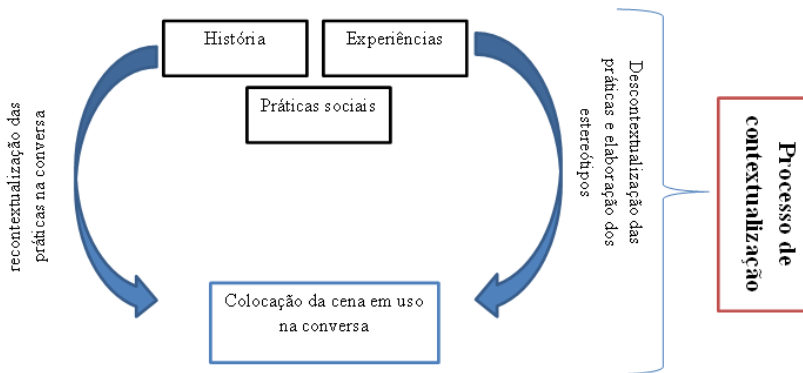 História
Experiências
Práticas sociais
recontextualização das
práticas na conversa
Descontextualização das
práticas e elaboração dos
estereótipos
Processo de
contextualização
Colocação da cena em uso
na conversa